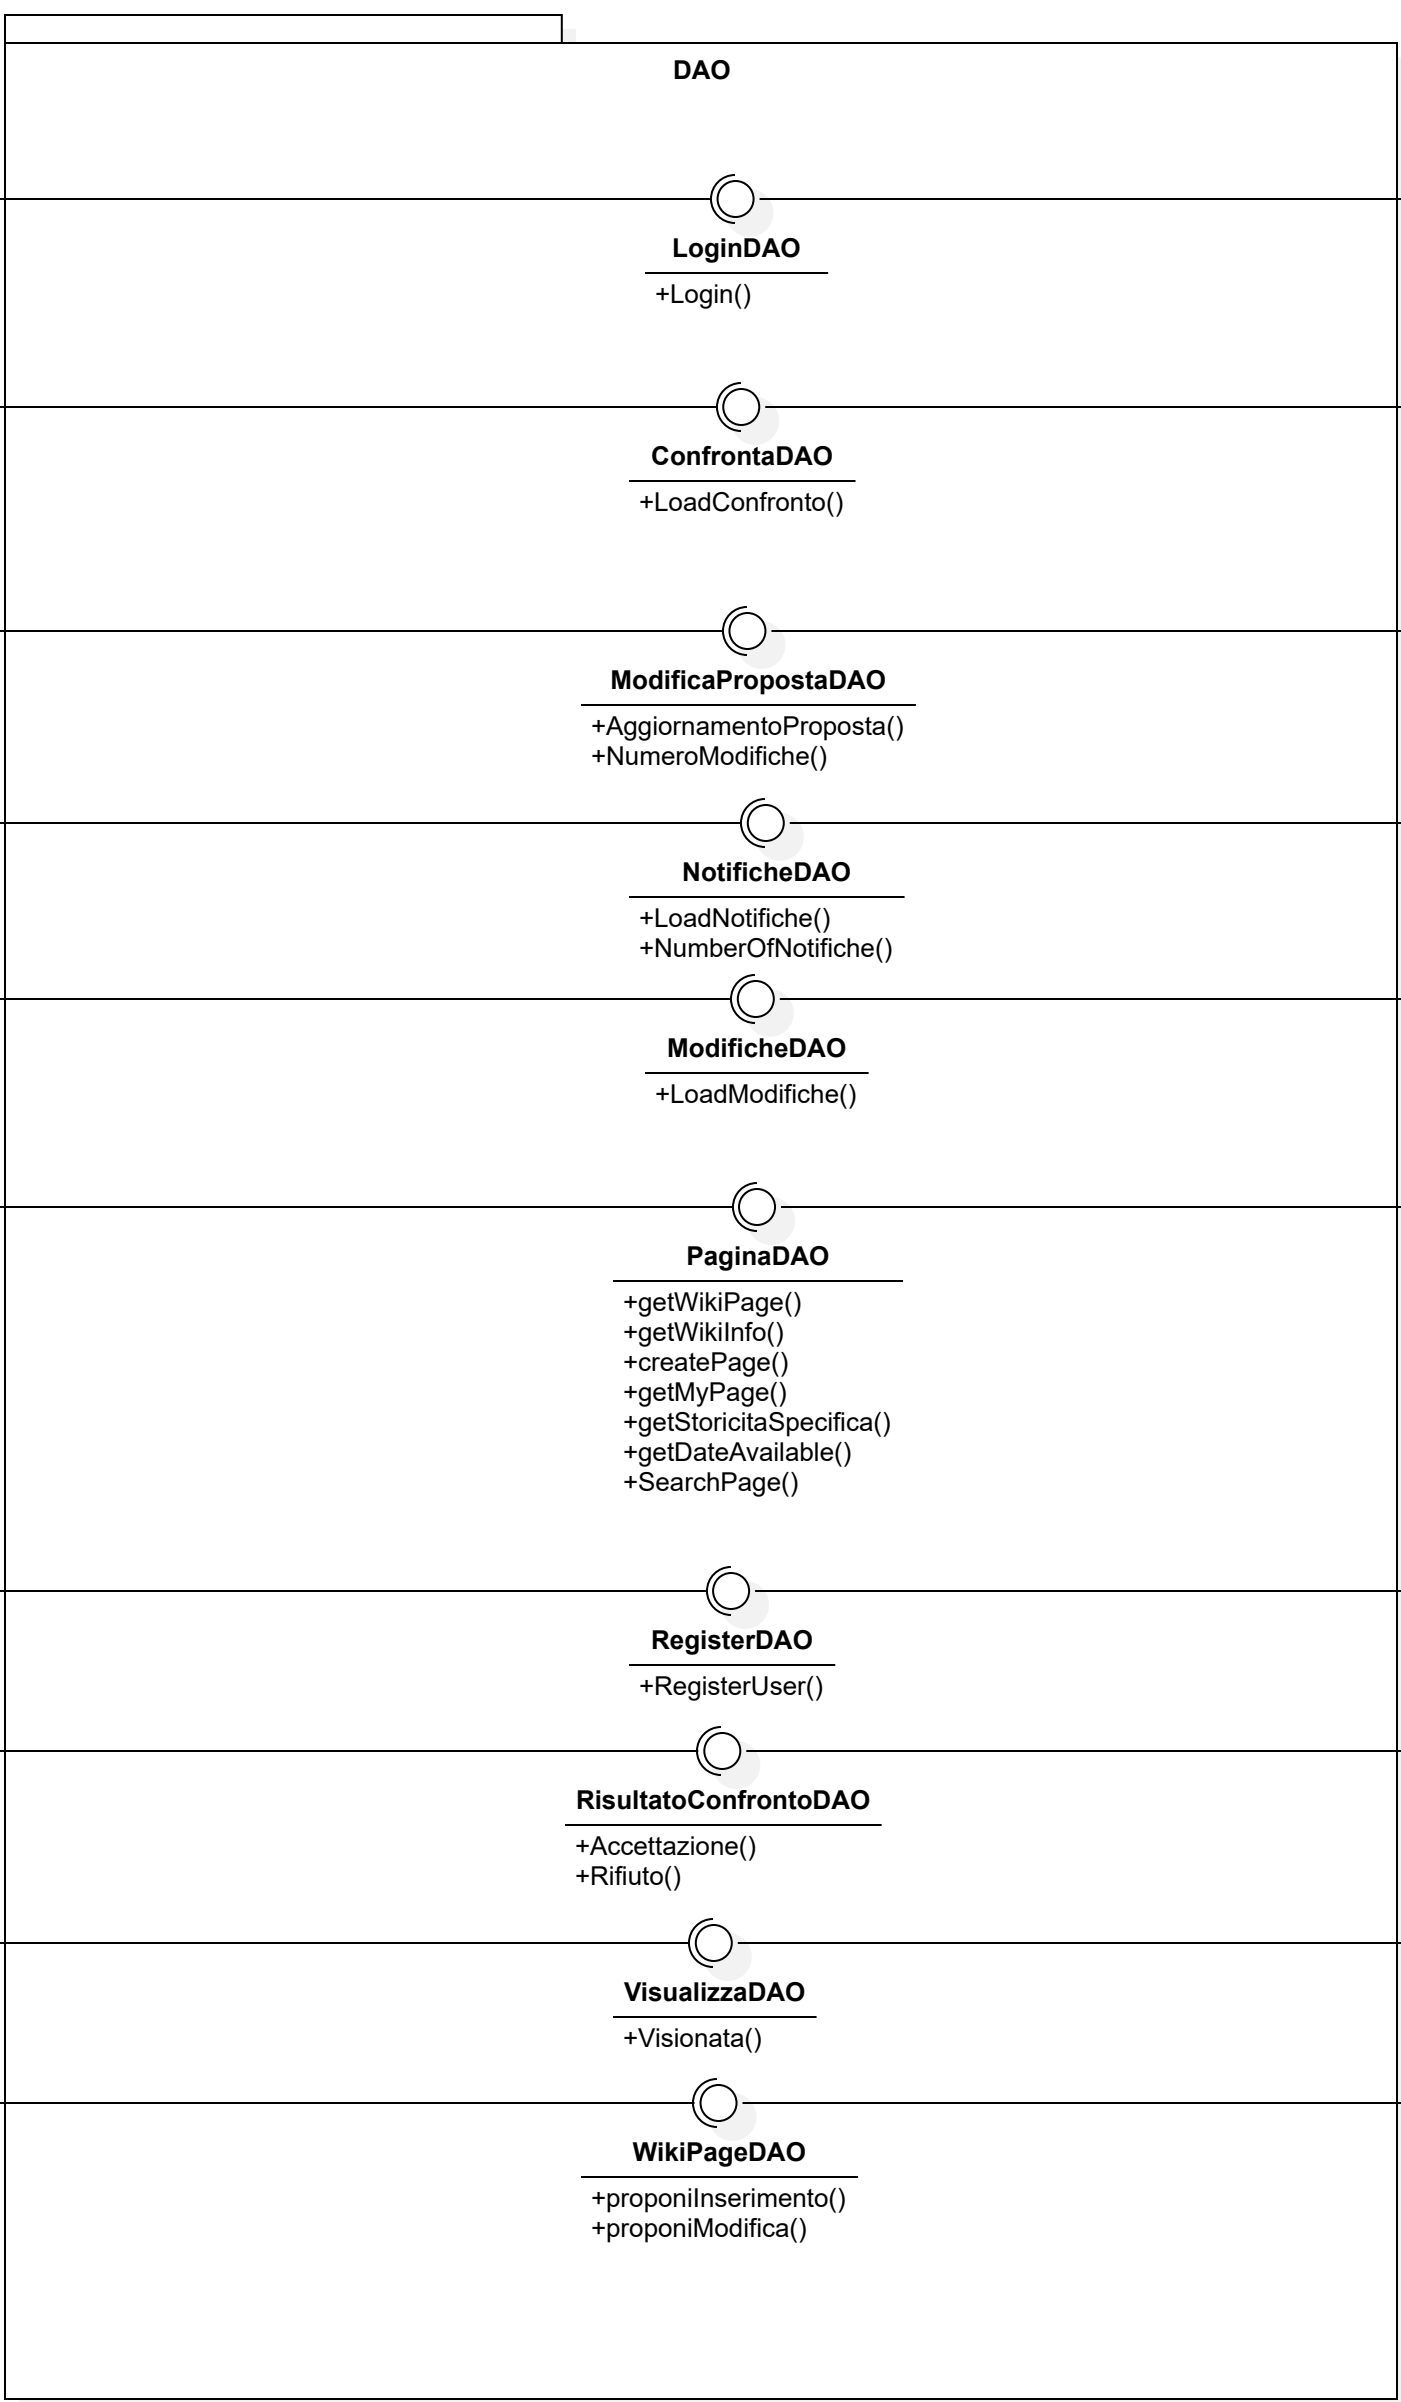 DAO
LoginDAO
+Login()
ConfrontaDAO
+LoadConfronto()
ModificaPropostaDAO
+AggiornamentoProposta()
+NumeroModifiche()
NotificheDAO
+LoadNotifiche()
+NumberOfNotifiche()
ModificheDAO
+LoadModifiche()
PaginaDAO
+getWikiPage()
+getWikiInfo()
+createPage()
+getMyPage()
+getStoricitaSpecifica()
+getDateAvailable()
+SearchPage()
RegisterDAO
+RegisterUser()
RisultatoConfrontoDAO
+Accettazione()
+Rifiuto()
VisualizzaDAO
+Visionata()
WikiPageDAO
+proponiInserimento()
+proponiModifica()